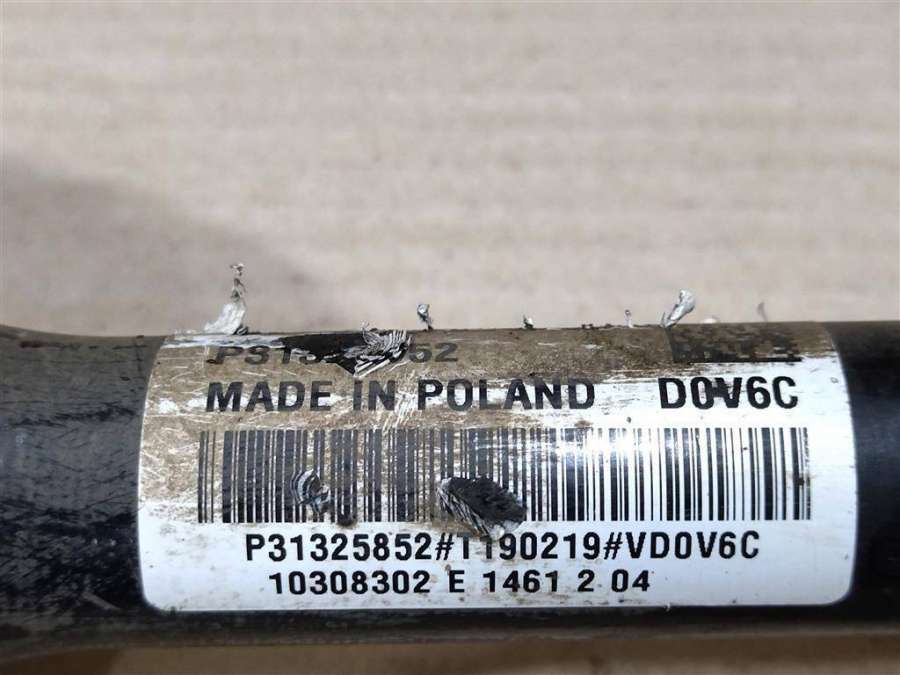 MADE IN POLAND D0V6C
P31325852#T190219#VD0V6C
10308302 E 1461 2 04